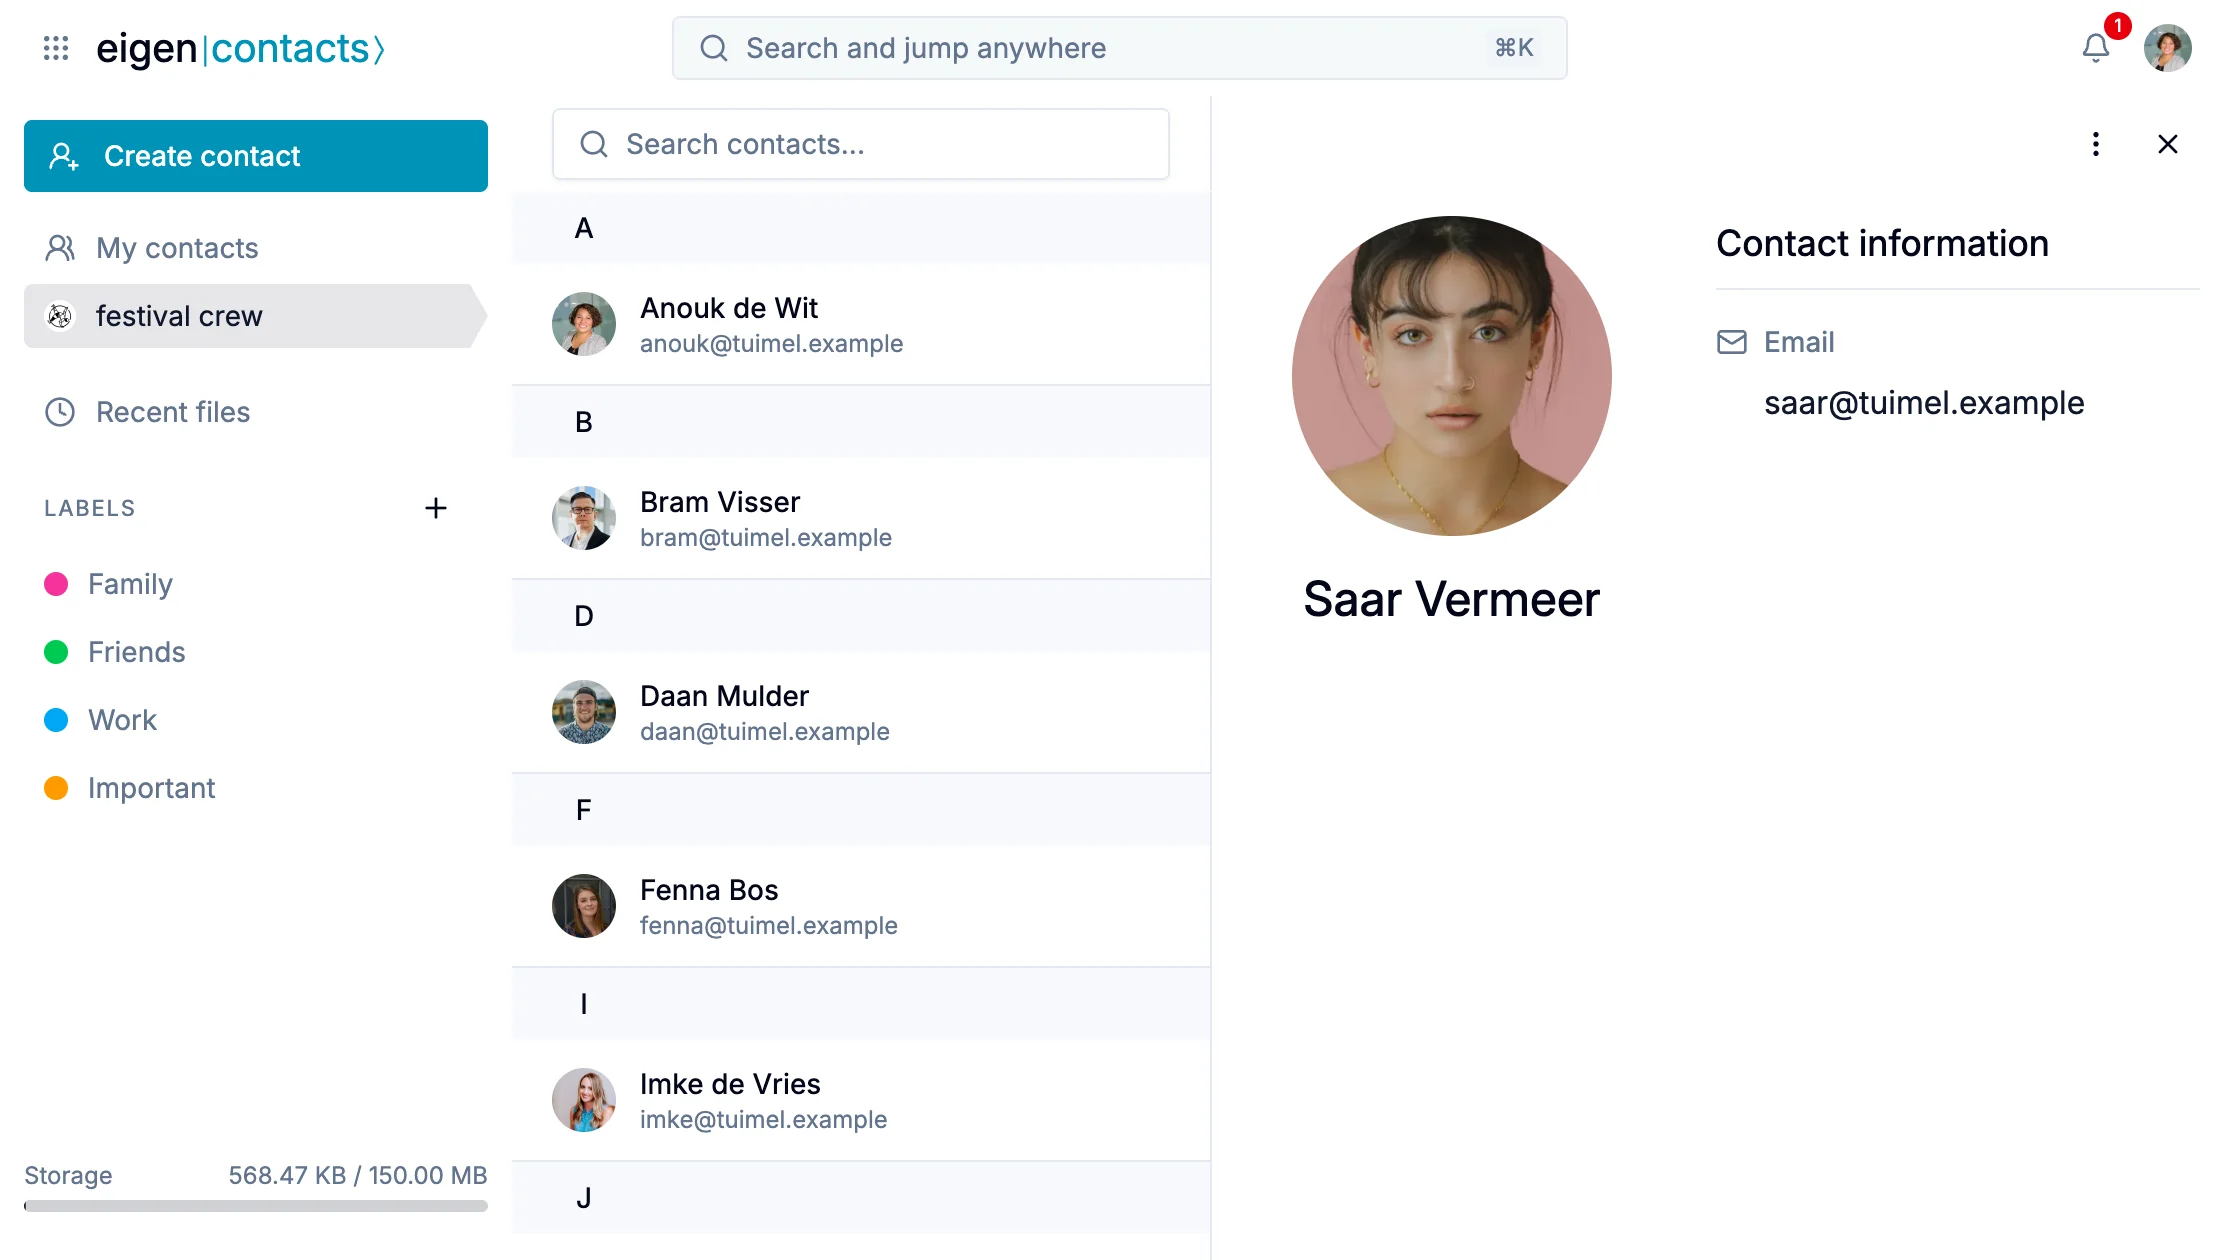 eigen|contacts〉
Search and jump anywhere
⌘K
1
Create contact
My contacts
festival crew
Recent files
LABELS
Family
Friends
Work
Important
Storage
568.47 KB / 150.00 MB
Search contacts...
A
Anouk de Wit
anouk@tuimel.example
B
Bram Visser
bram@tuimel.example
D
Daan Mulder
daan@tuimel.example
F
Fenna Bos
fenna@tuimel.example
I
Imke de Vries
imke@tuimel.example
J
Saar Vermeer
Contact information
Email
saar@tuimel.example